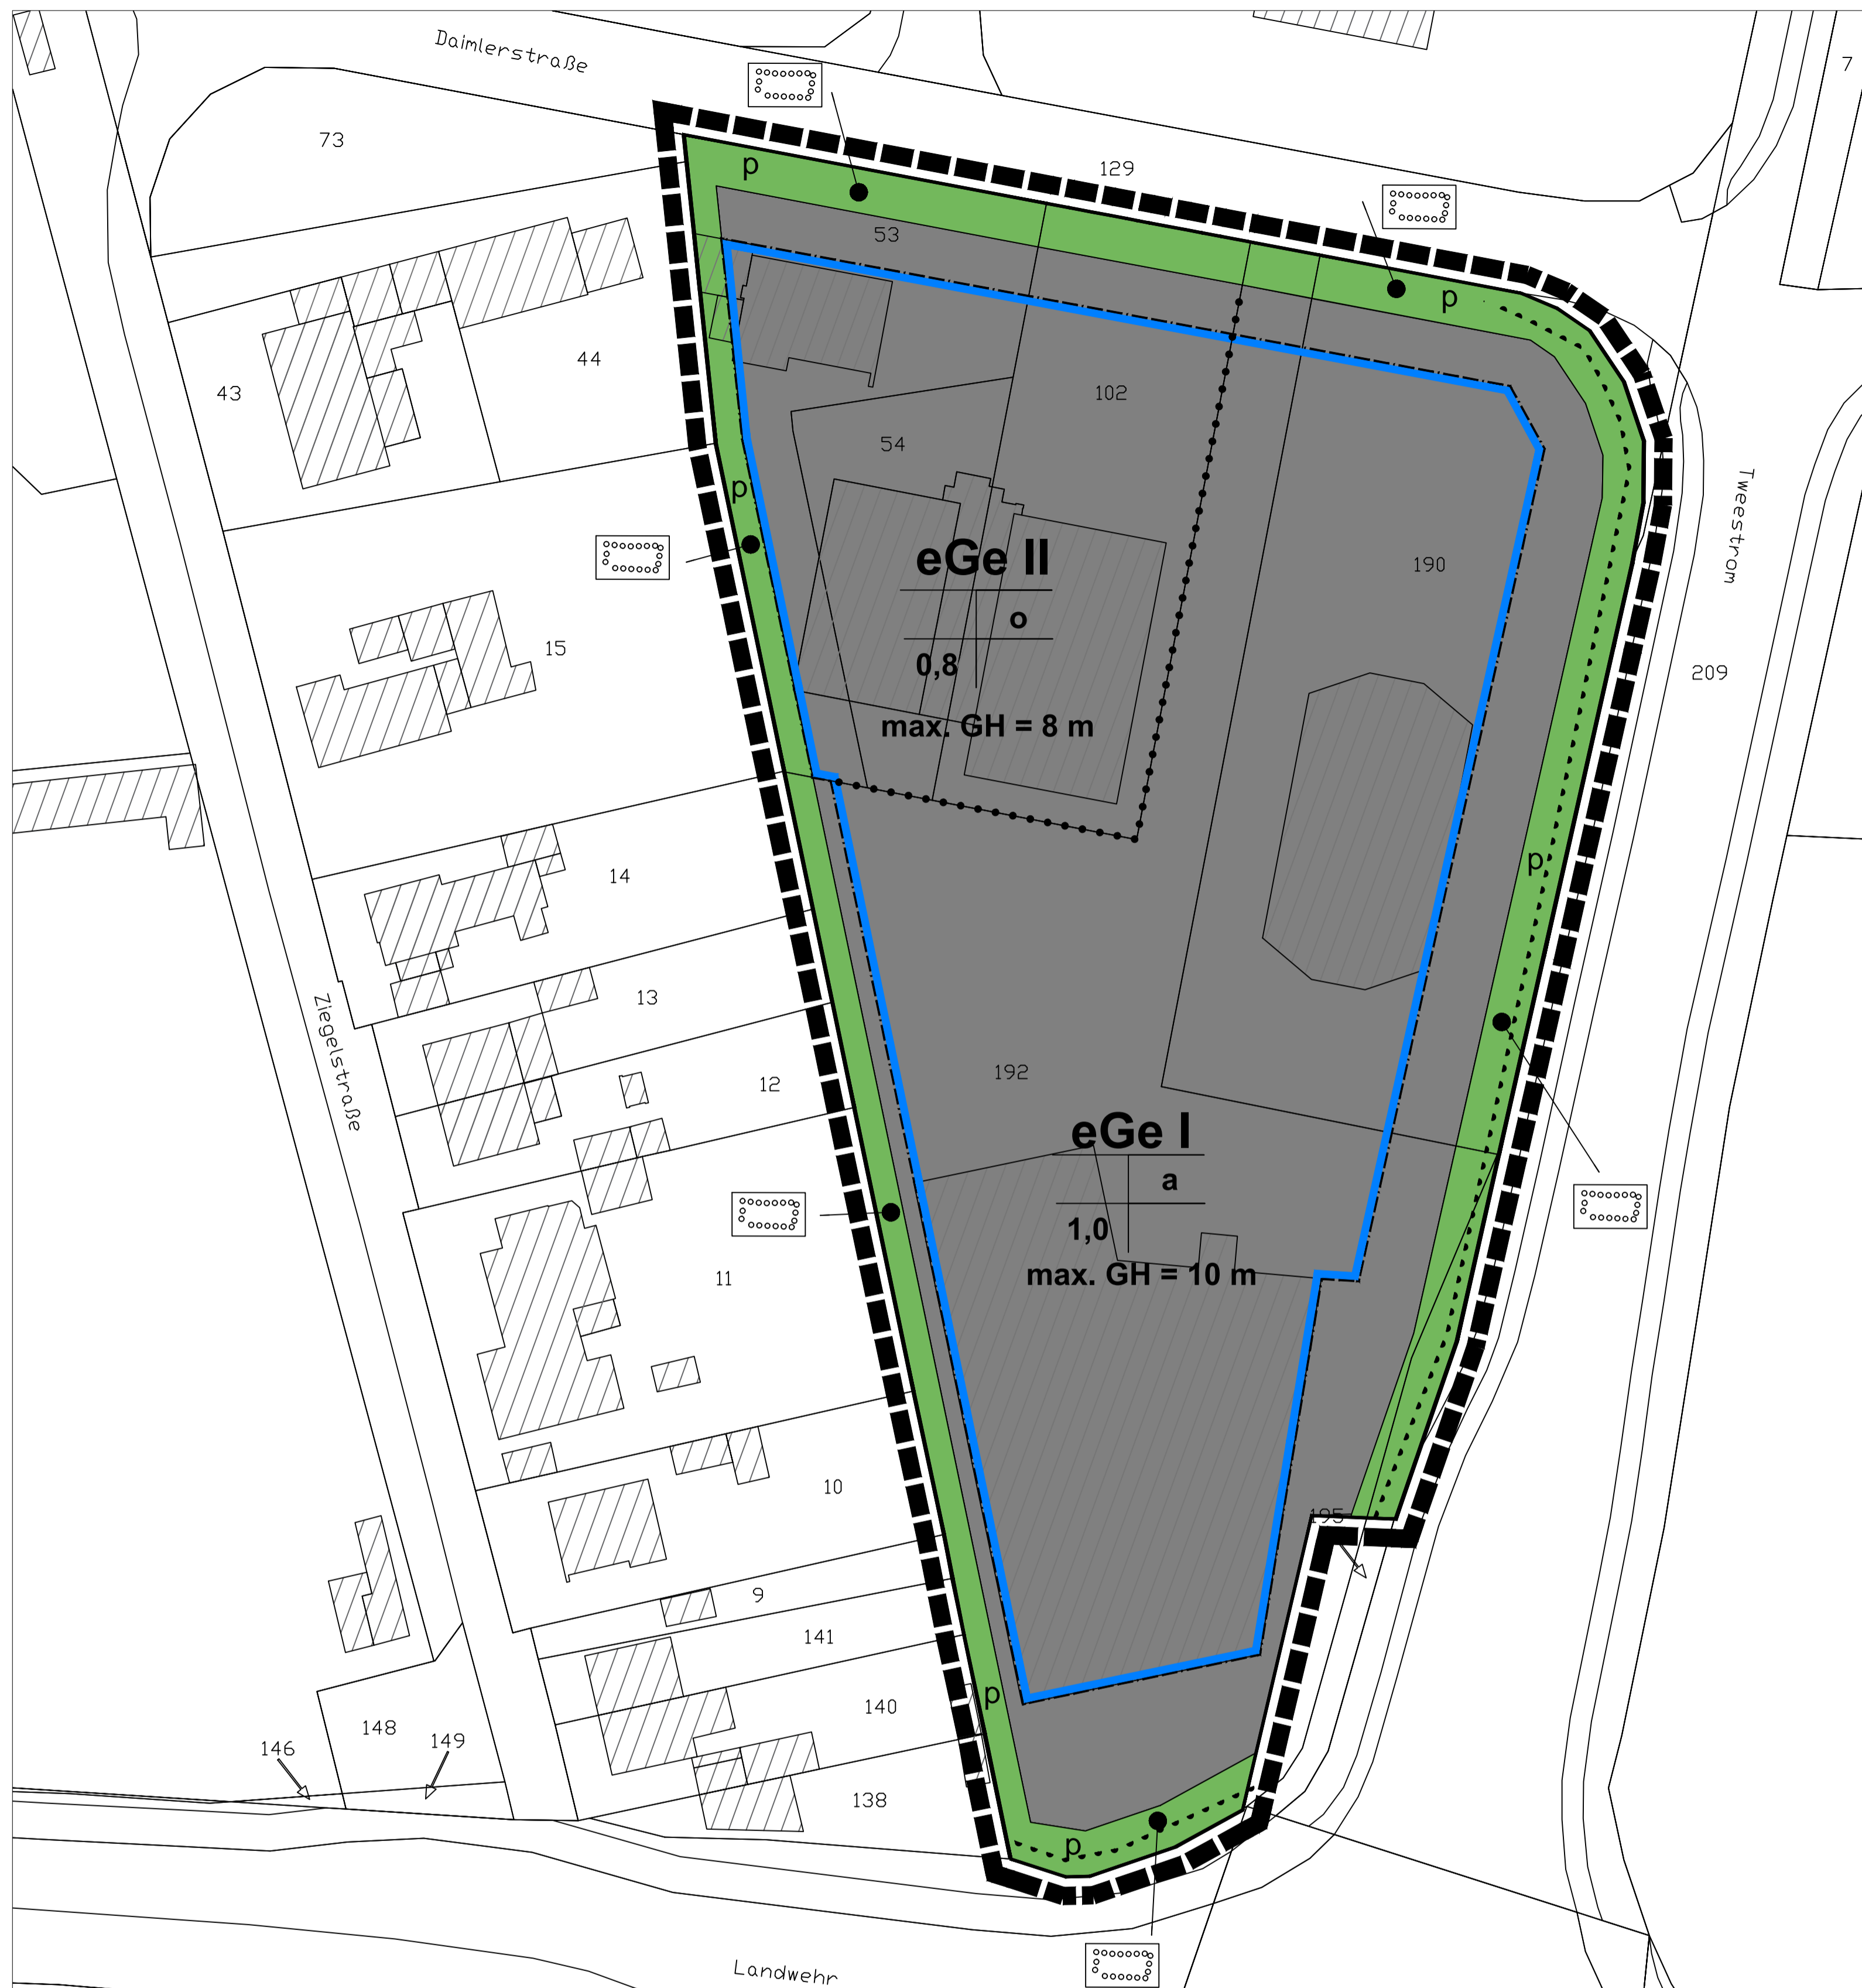 Daimlerstraße
7
73
p
129
53
p
44
43
102
54
p
eGe II
190
o
15
0,8
209
max. GH = 8 m
Tweestrom
p
14
13
Ziegelstraße
192
12
eGe I
a
1,0
11
max. GH = 10 m
10
195
9
141
p
140
148
149
146
138
p
Landwehr